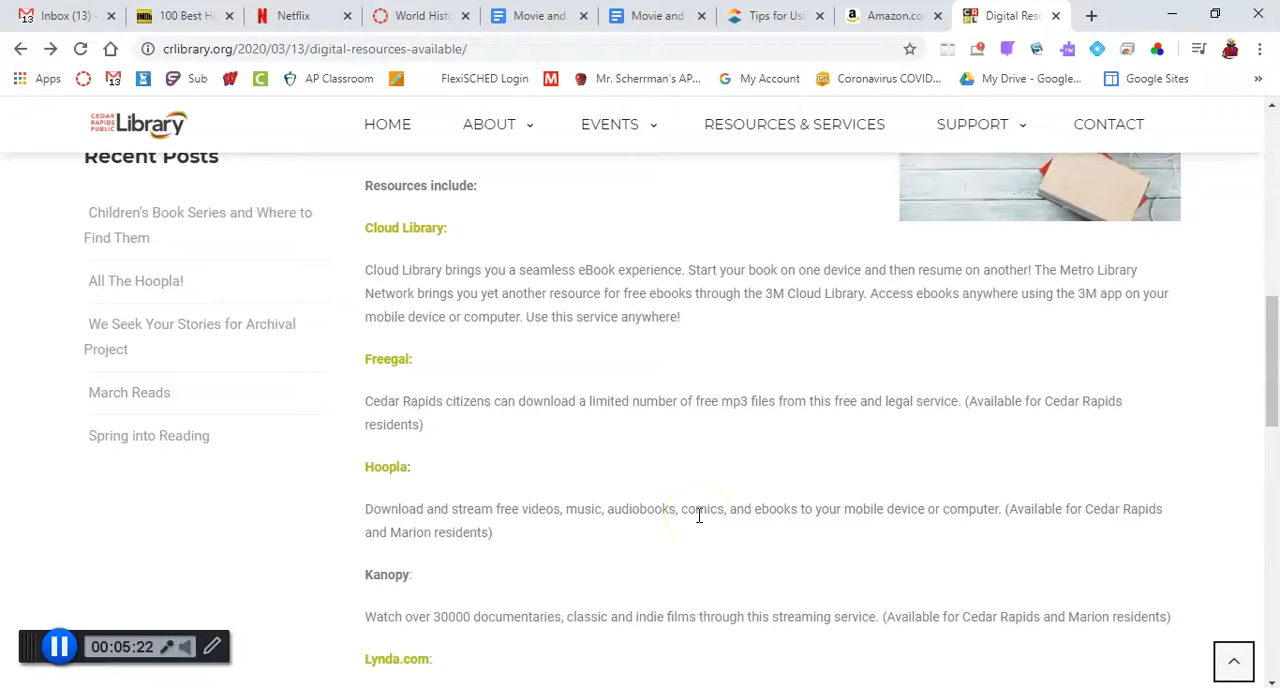 Inbox (13) -
100 Best Hi
Netflix
World Histo
Movie and
Movie and
Tips for Usi
Amazon.co
Digital Reso
crlibrary.org/2020/03/13/digital-resources-available/
Apps
Sub
AP Classroom
FlexiSCHED Login
Mr. Scherrman's AP...
My Account
Coronavirus COVID...
My Drive - Google...
Google Sites
»
CEDAR RAPIDS PUBLIC Library
HOME
ABOUT
EVENTS
RESOURCES & SERVICES
SUPPORT
CONTACT
Recent Posts
Children's Book Series and Where to
Find Them
All The Hoopla!
We Seek Your Stories for Archival
Project
March Reads
Spring into Reading
Resources include:
Cloud Library:
Cloud Library brings you a seamless eBook experience. Start your book on one device and then resume on another! The Metro Library
Network brings you yet another resource for free ebooks through the 3M Cloud Library. Access ebooks anywhere using the 3M app on your
mobile device or computer. Use this service anywhere!
Freegal:
Cedar Rapids citizens can download a limited number of free mp3 files from this free and legal service. (Available for Cedar Rapids
residents)
Hoopla:
Download and stream free videos, music, audiobooks, comics, and ebooks to your mobile device or computer. (Available for Cedar Rapids
and Marion residents)
Kanopy:
Watch over 30000 documentaries, classic and indie films through this streaming service. (Available for Cedar Rapids and Marion residents)
Lynda.com:
00:05:22